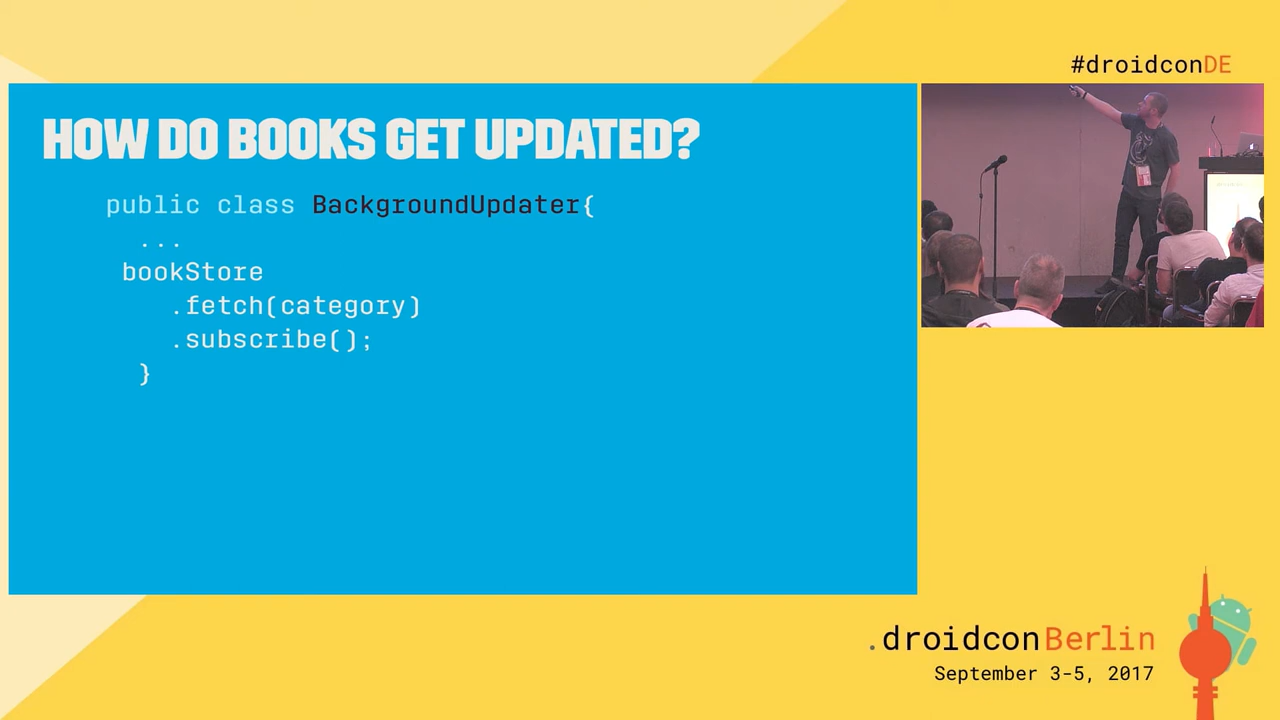 #droidconDE
HOW DO BOOKS GET UPDATED?
public class BackgroundUpdater{
...
bookStore
.fetch(category)
.subscribe();
}
.droidconBerlin
September 3-5, 2017